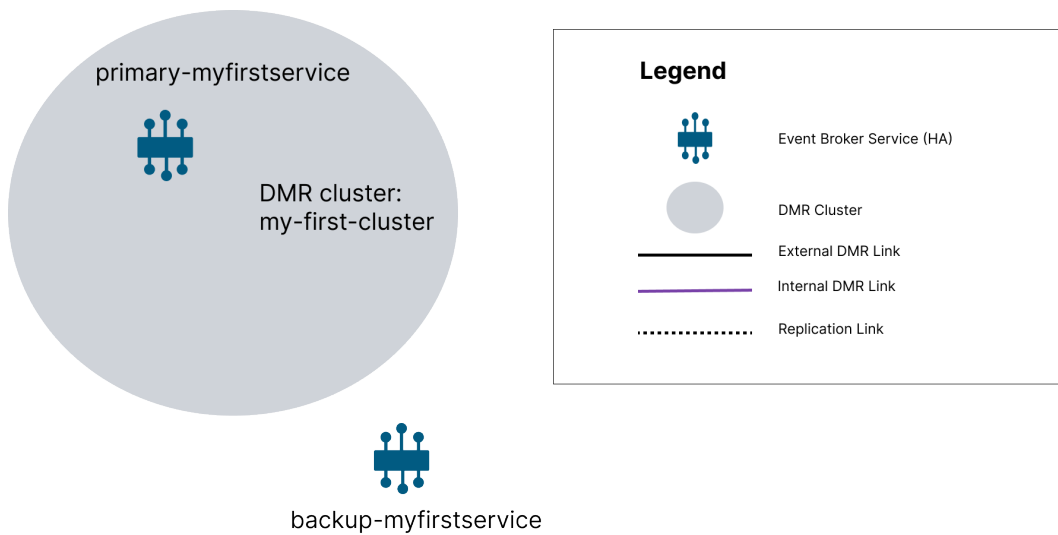 primary-myfirstservice
DMR cluster:
my-first-cluster
backup-myfirstservice
Legend
Event Broker Service (HA)
DMR Cluster
External DMR Link
Internal DMR Link
Replication Link